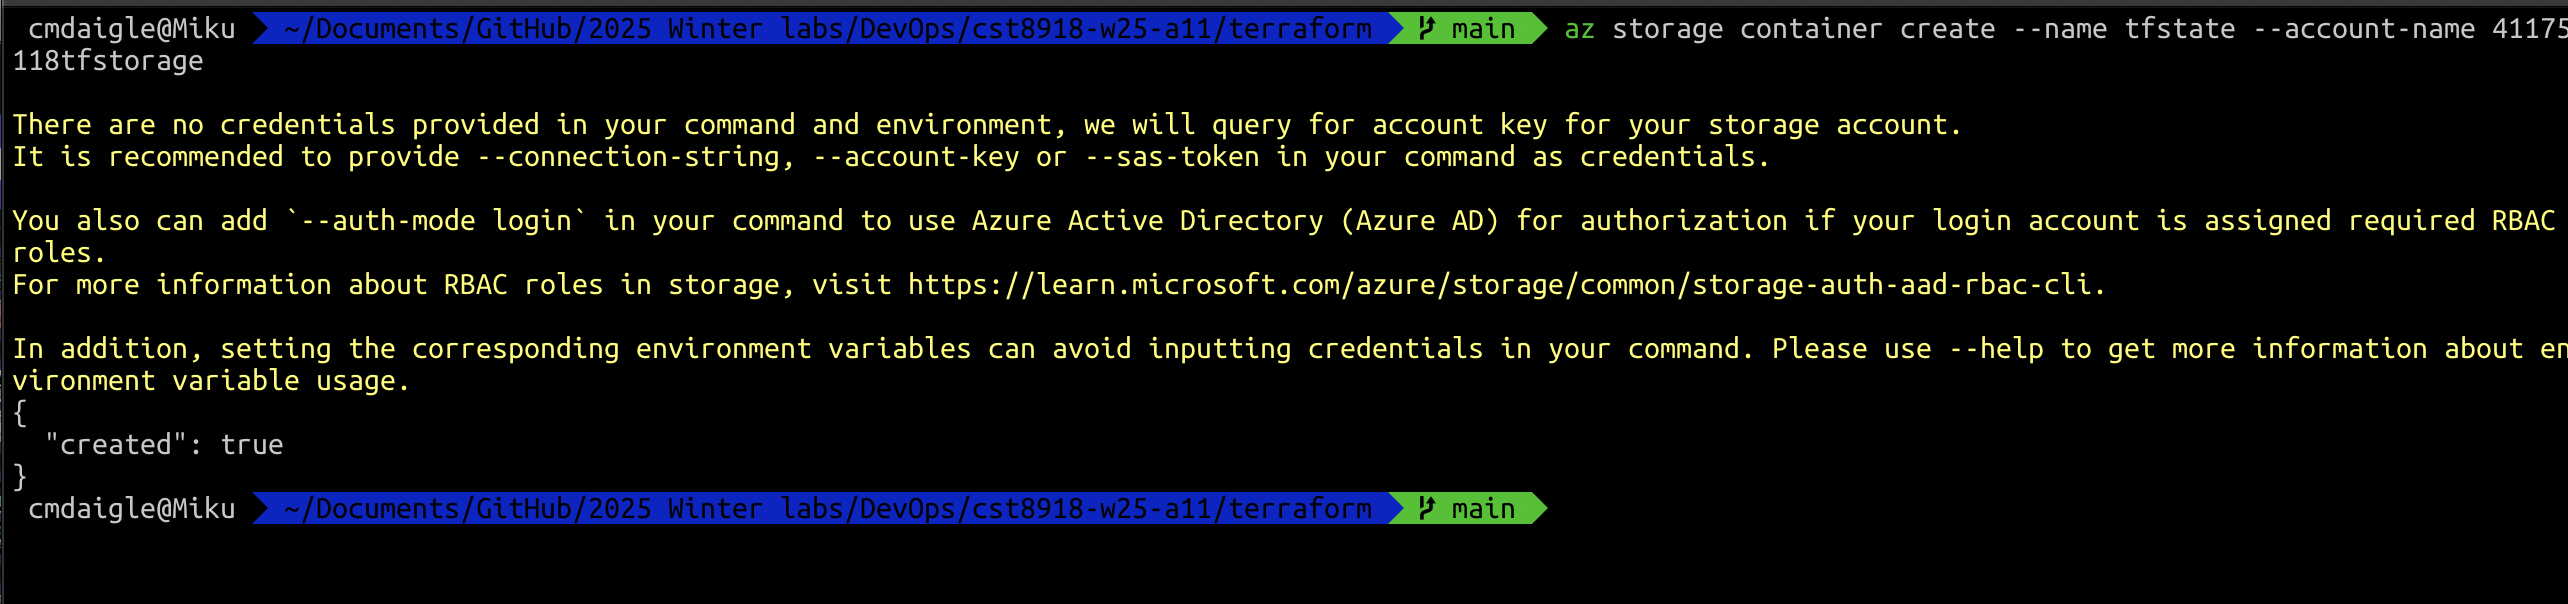 cmdaigle@Miku ~/Documents/GitHub/2025 Winter labs/DevOps/cst8918-w25-a11/terraform main az storage container create --name tfstate --account-name 41175
118tfstorage
There are no credentials provided in your command and environment, we will query for account key for your storage account.
It is recommended to provide --connection-string, --account-key or --sas-token in your command as credentials.
You also can add `--auth-mode login` in your command to use Azure Active Directory (Azure AD) for authorization if your login account is assigned required RBAC
roles.
For more information about RBAC roles in storage, visit https://learn.microsoft.com/azure/storage/common/storage-auth-aad-rbac-cli.
In addition, setting the corresponding environment variables can avoid inputting credentials in your command. Please use --help to get more information about en
vironment variable usage.
{
"created": true
}
cmdaigle@Miku ~/Documents/GitHub/2025 Winter labs/DevOps/cst8918-w25-a11/terraform main